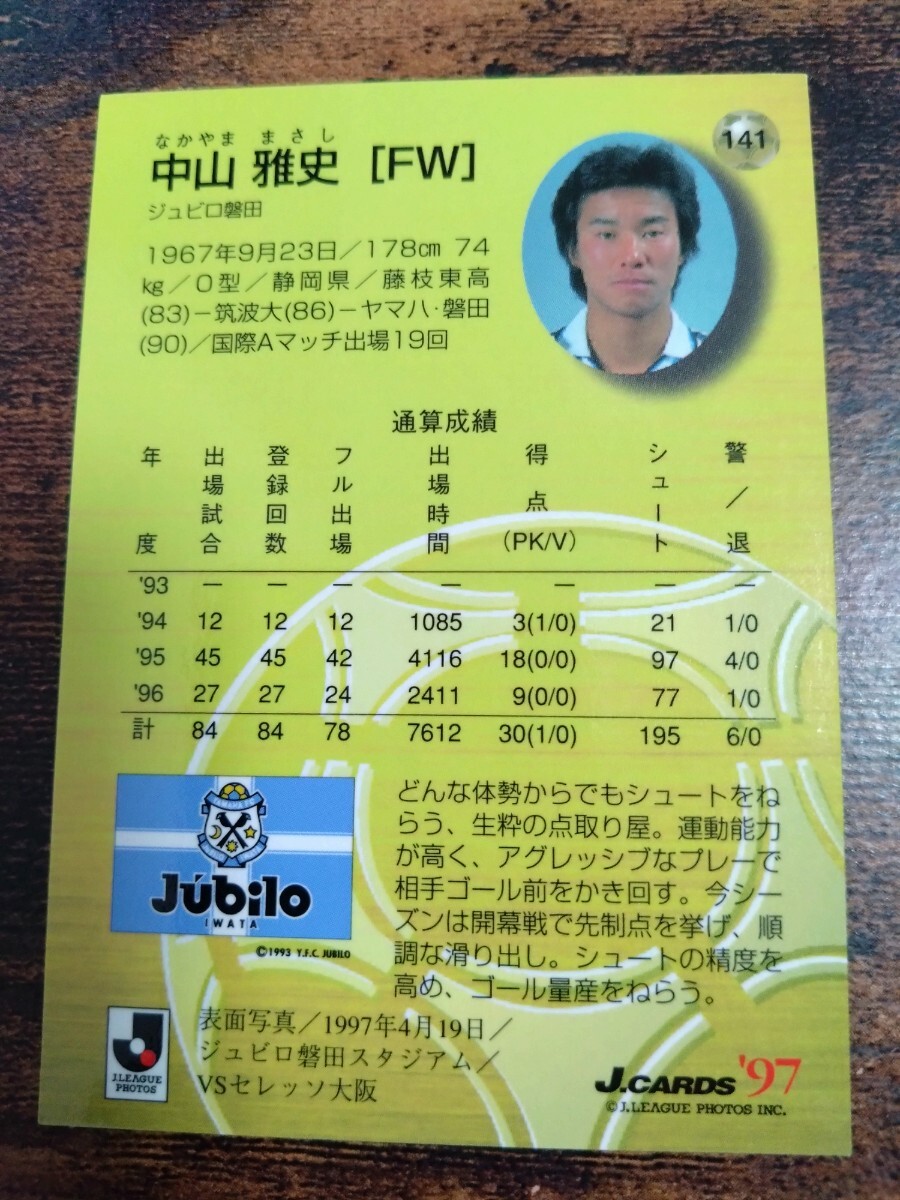 141
なかやま まさし
中山 雅史 [FW]
ジュビロ磐田
1967年9月23日／178cm 74
kg／O型／静岡県／藤枝東高
(83)－筑波大(86)－ヤマハ・磐田
(90)／国際Aマッチ出場19回
通算成績
年度 出場試合 登録回数 フル出場 出場時間 得点(PK/V) シュート 警／退
'93 － － － － － － －
'94 12 12 12 1085 3(1/0) 21 1/0
'95 45 45 42 4116 18(0/0) 97 4/0
'96 27 27 24 2411 9(0/0) 77 1/0
計 84 84 78 7612 30(1/0) 195 6/0
どんな体勢からでもシュートをね
らう、生粋の点取り屋。運動能力
が高く、アグレッシブなプレーで
相手ゴール前をかき回す。今シー
ズンは開幕戦で先制点を挙げ、順
調な滑り出し。シュートの精度を
高め、ゴール量産をねらう。
YAMAHA FC
Júbilo
IWATA
©1993 Y.F.C. JUBILO
J.LEAGUE
PHOTOS
表面写真／1997年4月19日／
ジュビロ磐田スタジアム／
VSセレッソ大阪
J.CARDS '97
©J.LEAGUE PHOTOS INC.